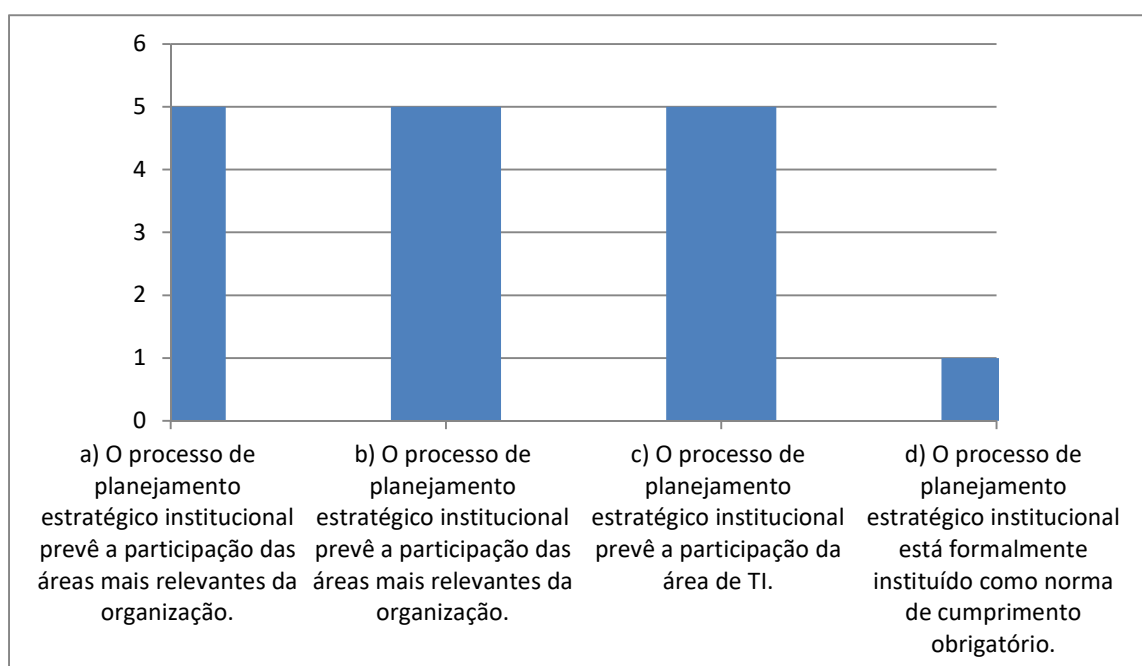 6
5
4
3
2
1
0
a) O processo de
planejamento
estratégico institucional
prevê a participação das
áreas mais relevantes da
organização.
b) O processo de
planejamento
estratégico institucional
prevê a participação das
áreas mais relevantes da
organização.
c) O processo de
planejamento
estratégico institucional
prevê a participação da
área de TI.
d) O processo de
planejamento
estratégico institucional
está formalmente
instituído como norma
de cumprimento
obrigatório.